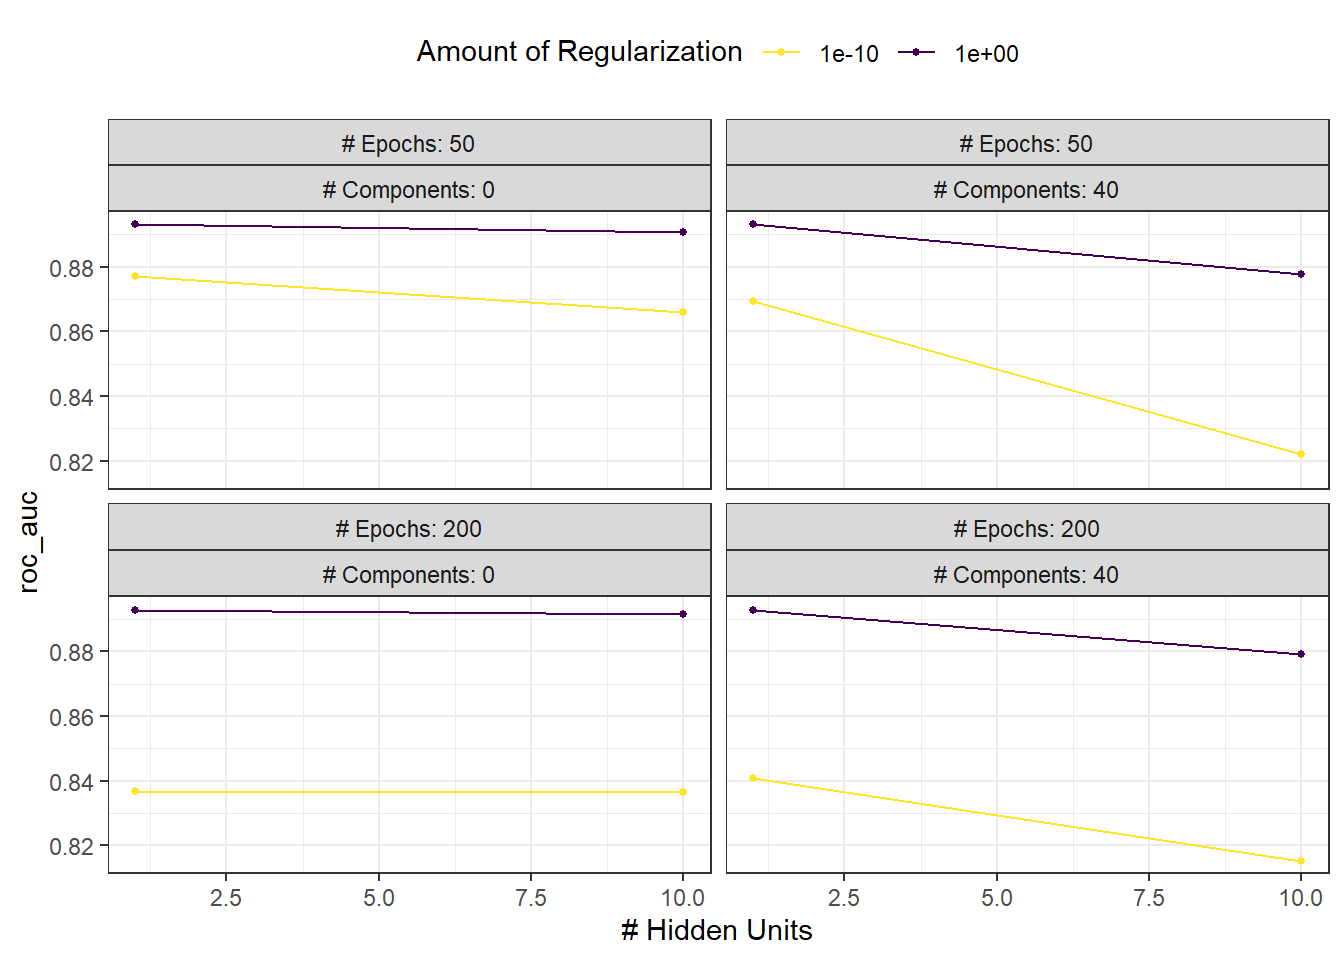 Amount of Regularization 1e-10 1e+00
# Epochs: 50
# Components: 0
# Epochs: 50
# Components: 40
0.88
0.86
0.84
0.82
# Epochs: 200
# Components: 0
# Epochs: 200
# Components: 40
0.88
0.86
0.84
0.82
roc_auc
2.5 5.0 7.5 10.0
2.5 5.0 7.5 10.0
# Hidden Units